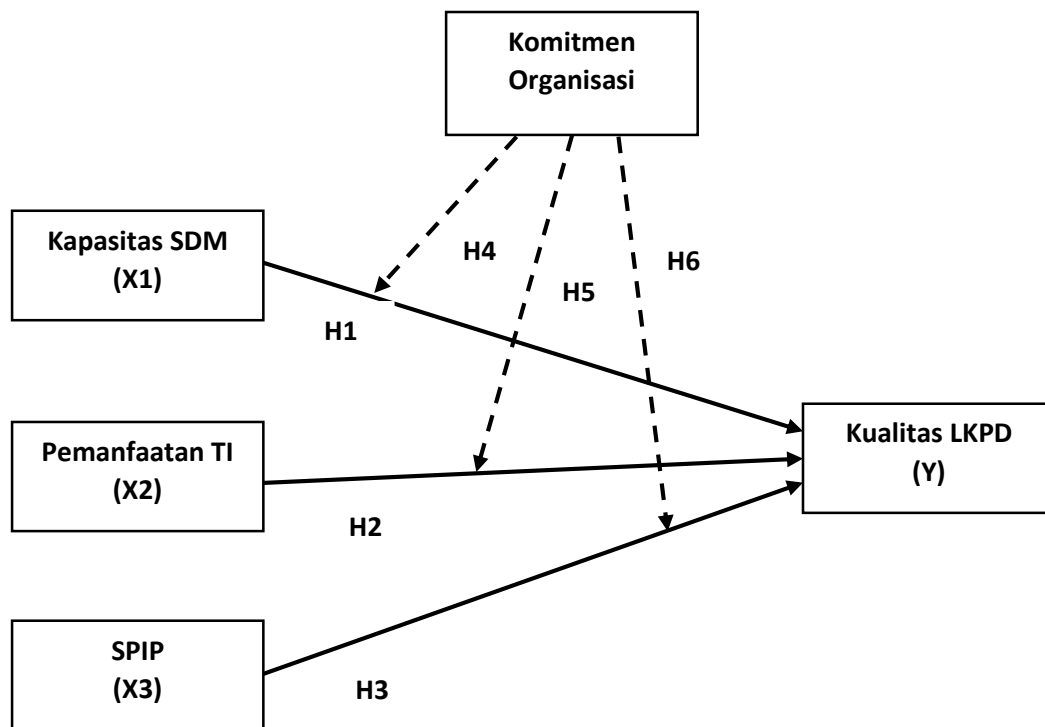 Komitmen
Organisasi
Kapasitas SDM
(X1)
H4
H6
H5
H1
Pemanfaatan TI
(X2)
Kualitas LKPD
(Y)
H2
SPIP
(X3)
H3